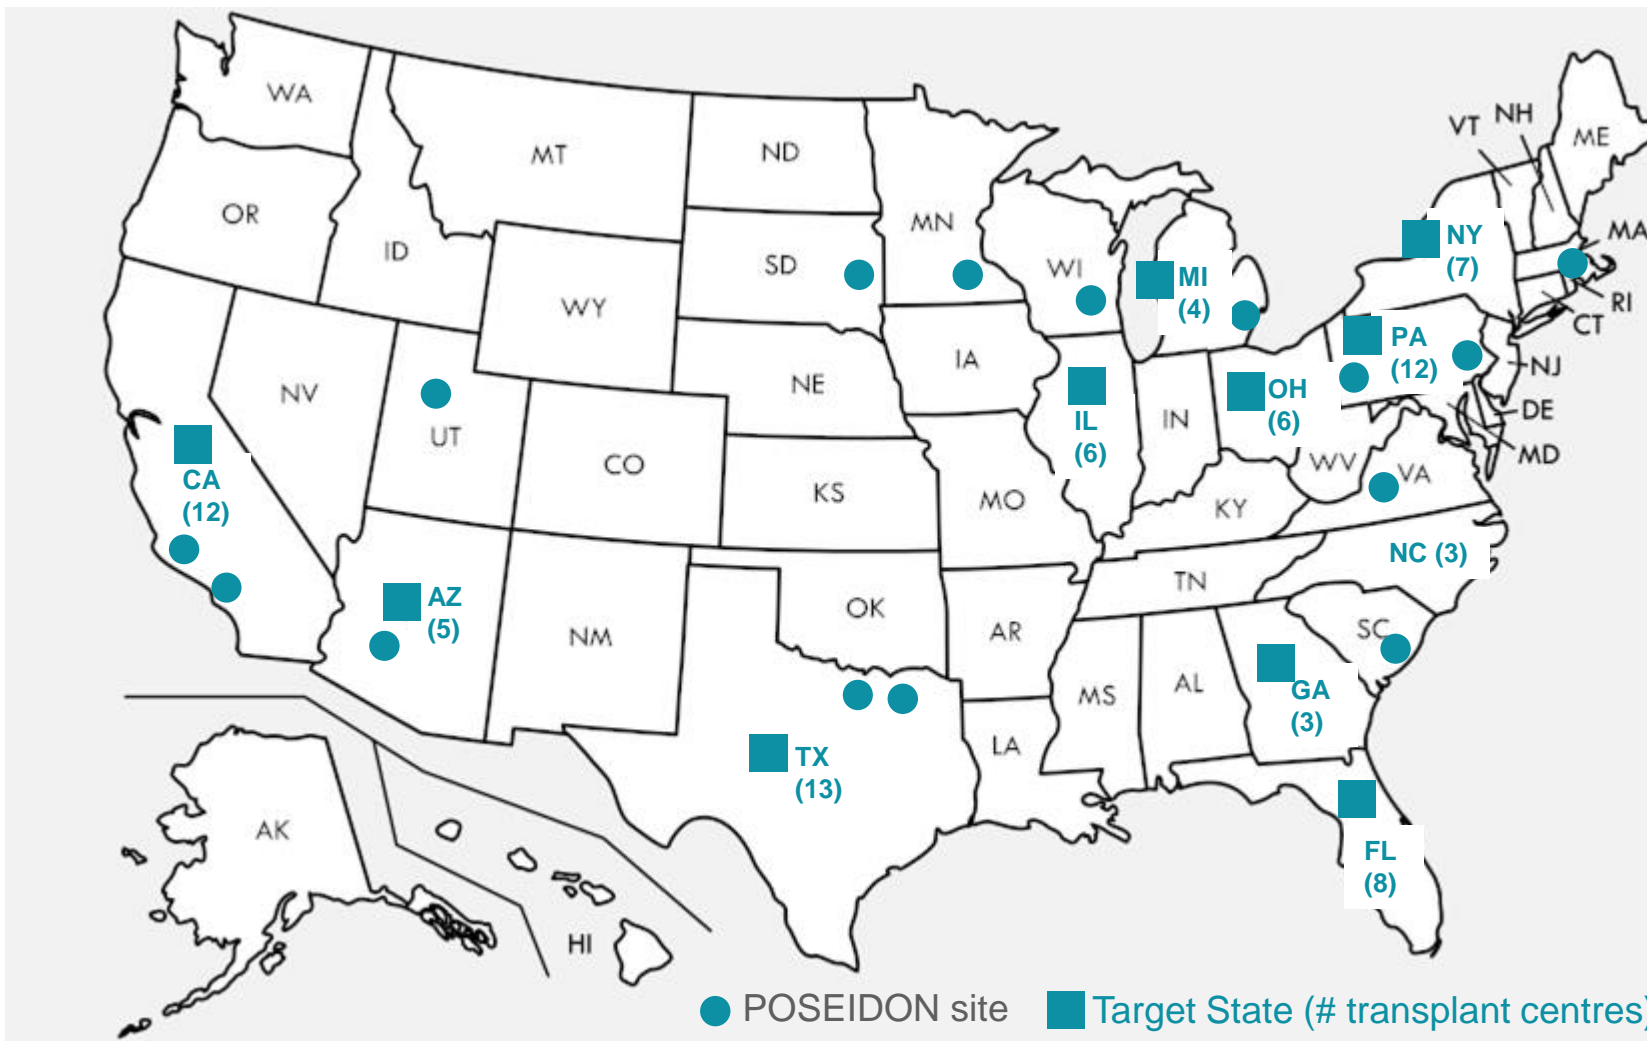 WA
MT
ND
MN
VT
NH
ME
OR
ID
SD
WI
MI
(4)
NY
(7)
MA
RI
CT
WY
IA
NE
PA
(12)
NJ
NV
UT
CO
IL
(6)
IN
OH
(6)
DE
MD
CA
(12)
KS
MO
WV
VA
KY
NC (3)
AZ
(5)
NM
OK
AR
TN
SC
MS
AL
GA
(3)
TX
(13)
LA
FL
(8)
AK
HI
POSEIDON site
Target State (# transplant centres)